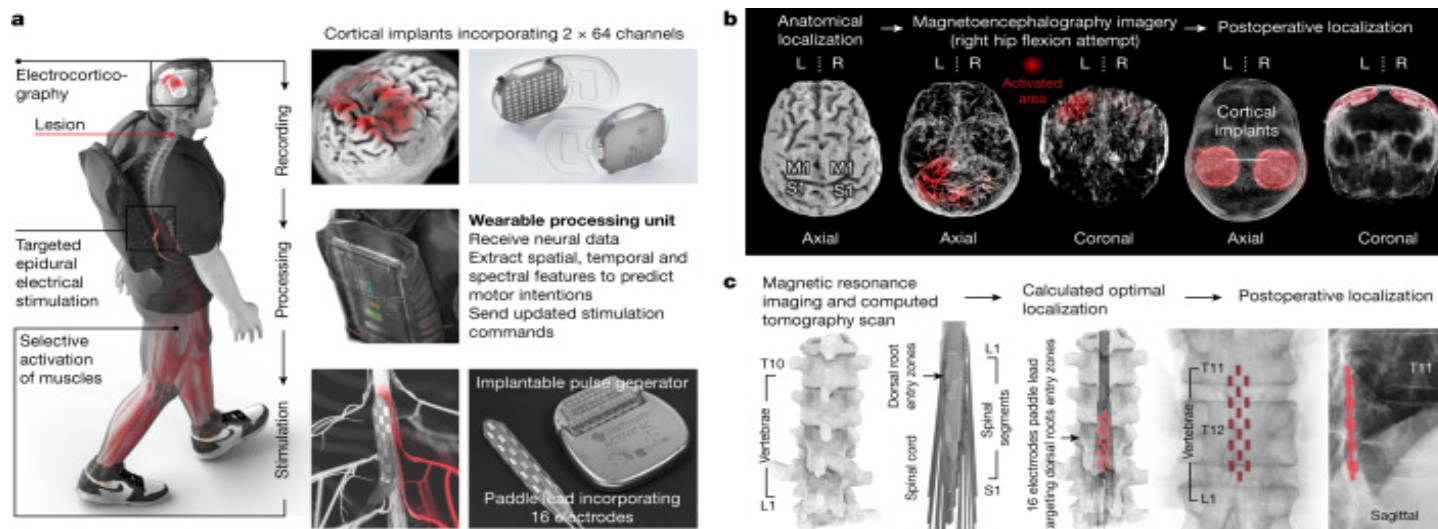 a
Cortical implants incorporating 2 × 64 channels
Electrocortico-
graphy
Lesion
Recording
Targeted
epidural
electrical
stimulation
Processing
Wearable processing unit
Receive neural data
Extract spatial, temporal and
spectral features to predict
motor intentions
Send updated stimulation
commands
Selective
activation
of muscles
Stimulation
Implantable pulse generator
Paddle lead incorporating
16 electrodes
b
Anatomical
localization
Magnetoencephalography imagery
(right hip flexion attempt)
Postoperative localization
L R
L R
Activated
area
L R
L R
L R
M1 M1
S1 S1
Cortical
implants
Axial
Axial
Coronal
Axial
Coronal
c
Magnetic resonance
imaging and computed
tomography scan
Calculated optimal
localization
Postoperative localization
T10
Vertebrae
L1
Dorsal root
entry zones
Spinal cord
L1
Spinal
segments
S1
16 electrodes paddle lead
targeting dorsal roots entry zones
T11
Vertebrae
T12
L1
T11
Sagittal